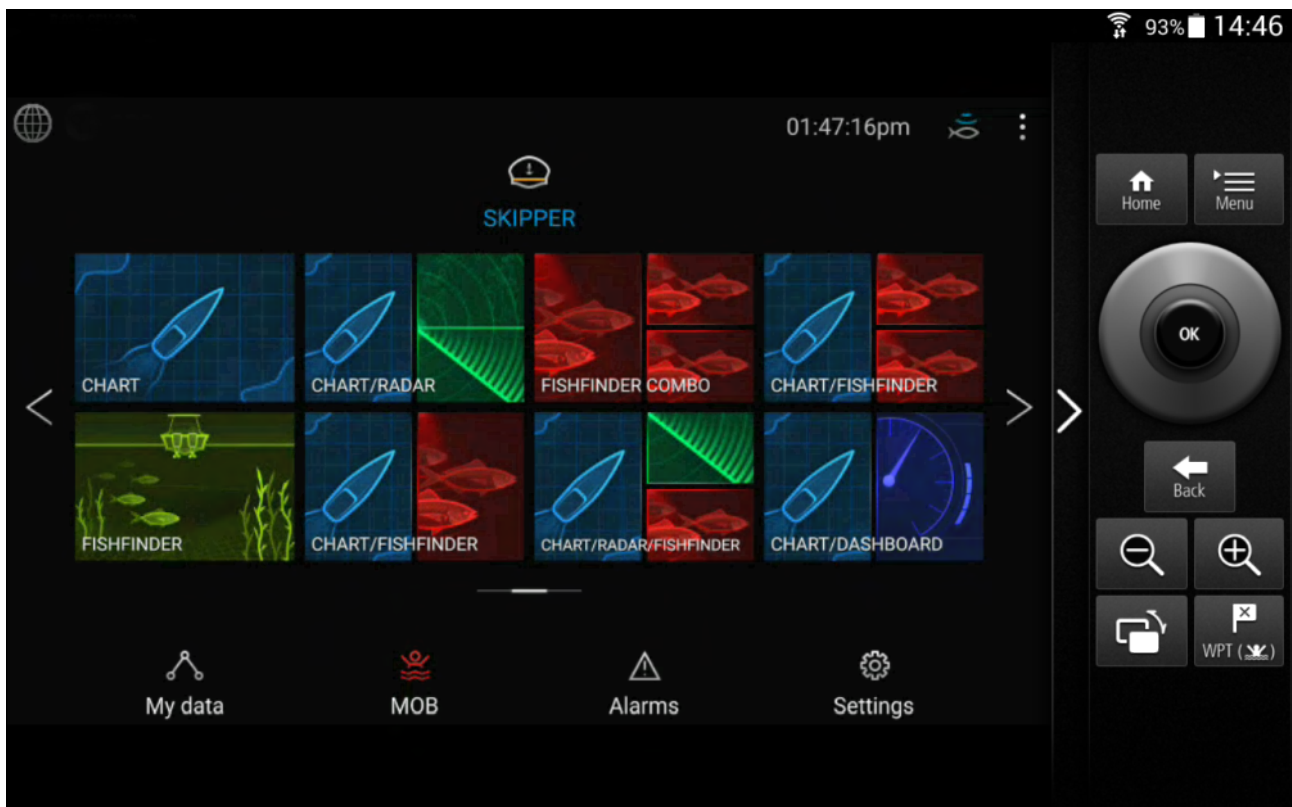 93% 14:46
01:47:16pm
SKIPPER
CHART
CHART/RADAR
FISHFINDER COMBO
CHART/FISHFINDER
FISHFINDER
CHART/FISHFINDER
CHART/RADAR/FISHFINDER
CHART/DASHBOARD
My data
MOB
Alarms
Settings
Home
Menu
OK
Back
WPT ( )